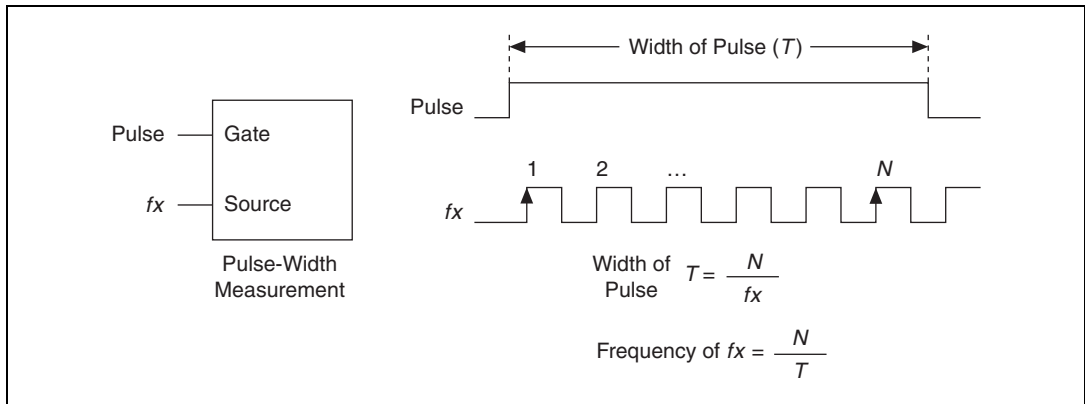 Width of Pulse (T)
Pulse
Pulse
Gate
fx
Source
Pulse-Width
Measurement
1 2 … N
fx
Width of
Pulse
T = N
fx
Frequency of fx = N
T